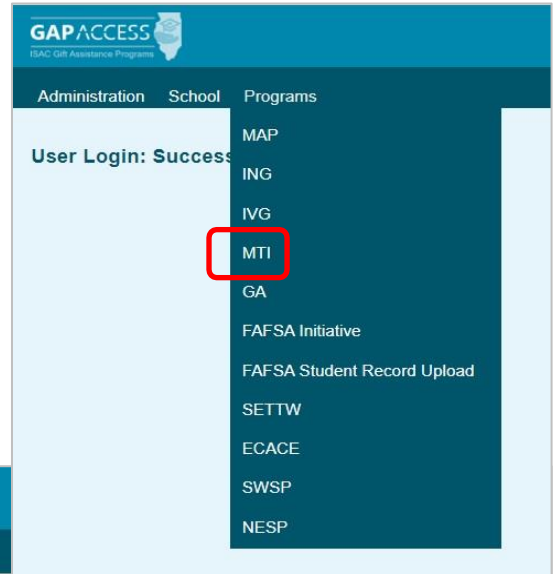 GAP ACCESS
ISAC Gift Assistance Programs
Administration School Programs
User Login: Success
MAP
ING
IVG
MTI
GA
FAFSA Initiative
FAFSA Student Record Upload
SETTW
ECACE
SWSP
NESP